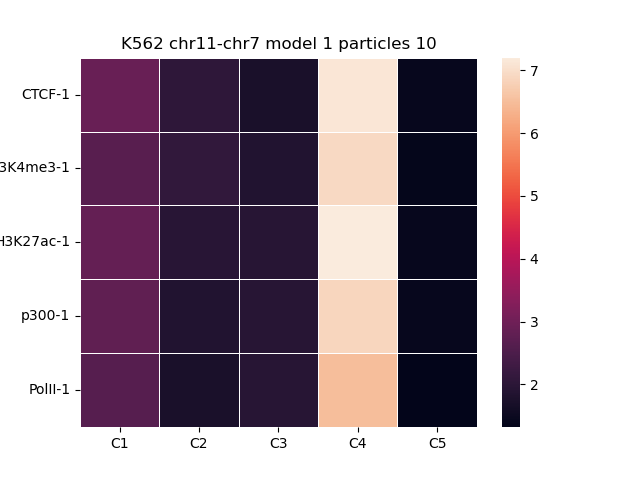 K562 chr11-chr7 model 1 particles 10
CTCF-1
3K4me3-1
H3K27ac-1
p300-1
PolII-1
C1 C2 C3 C4 C5
7
6
5
4
3
2